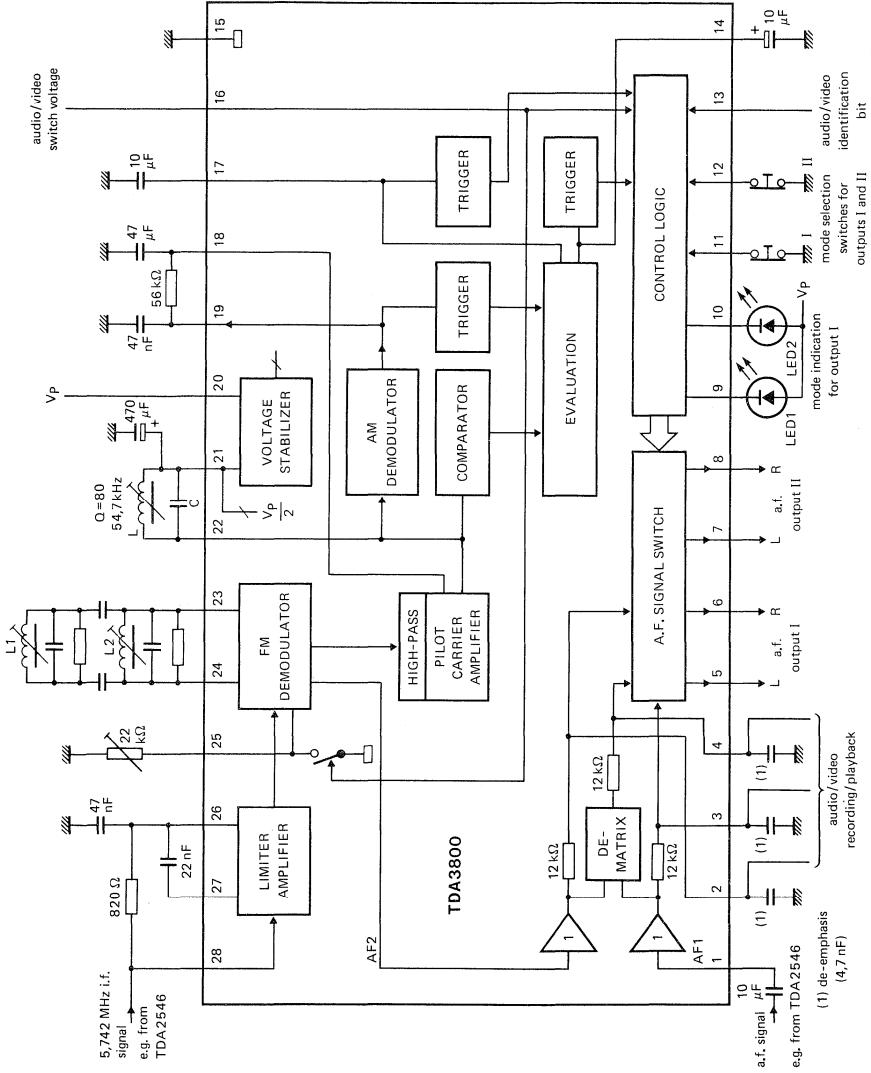 5,742 MHz i.f.
signal
e.g. from
TDA2546
820 Ω
47
nF
22 nF
22
kΩ
L1
L2
Q=80
54,7 kHz
L
C
470
μF
+
VP
47
nF
56 kΩ
47
μF
10
μF
audio/video
switch voltage
28
27
26
25
24
23
22
21
20
19
18
17
16
15
LIMITER
AMPLIFIER
FM
DEMODULATOR
VP
2
VOLTAGE
STABILIZER
HIGH-PASS
PILOT
CARRIER
AMPLIFIER
AM
DEMODULATOR
COMPARATOR
TRIGGER
TRIGGER
TRIGGER
EVALUATION
TDA3800
AF2
AF1
1
1
12 kΩ
DE-
MATRIX
12 kΩ
12 kΩ
A.F. SIGNAL SWITCH
CONTROL LOGIC
1
2
3
4
5
6
7
8
9
10
11
12
13
14
10
μF
a.f. signal
e.g. from TDA2546
(1)
(1)
(1)
(1) de-emphasis
(4,7 nF)
audio/video
recording/playback
L
R
a.f.
output I
L
R
a.f.
output II
LED1
LED2
VP
mode indication
for output I
I
II
mode selection
switches for
outputs I and II
audio/video
identification
bit
+
10
μF